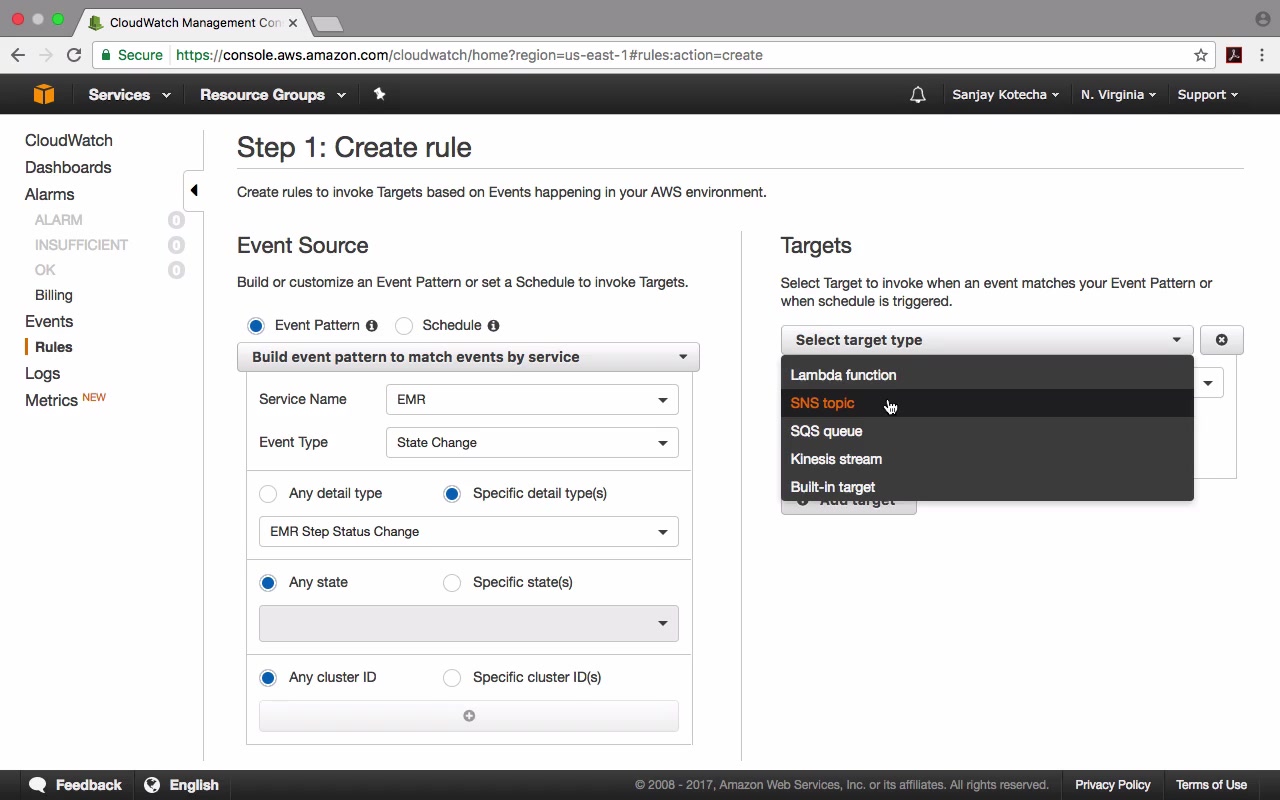 CloudWatch Management Con
Secure https://console.aws.amazon.com/cloudwatch/home?region=us-east-1#rules:action=create
Services Resource Groups Sanjay Kotecha N. Virginia Support
CloudWatch
Dashboards
Alarms
ALARM 0
INSUFFICIENT 0
OK 0
Billing
Events
Rules
Logs
Metrics NEW
Step 1: Create rule
Create rules to invoke Targets based on Events happening in your AWS environment.
Event Source
Build or customize an Event Pattern or set a Schedule to invoke Targets.
Event Pattern Schedule
Build event pattern to match events by service
Service Name EMR
Event Type State Change
Any detail type Specific detail type(s)
EMR Step Status Change
Any state Specific state(s)
Any cluster ID Specific cluster ID(s)
Targets
Select Target to invoke when an event matches your Event Pattern or
when schedule is triggered.
Select target type
Lambda function
SNS topic
SQS queue
Kinesis stream
Built-in target
Add target
Feedback English © 2008 - 2017, Amazon Web Services, Inc. or its affiliates. All rights reserved. Privacy Policy Terms of Use